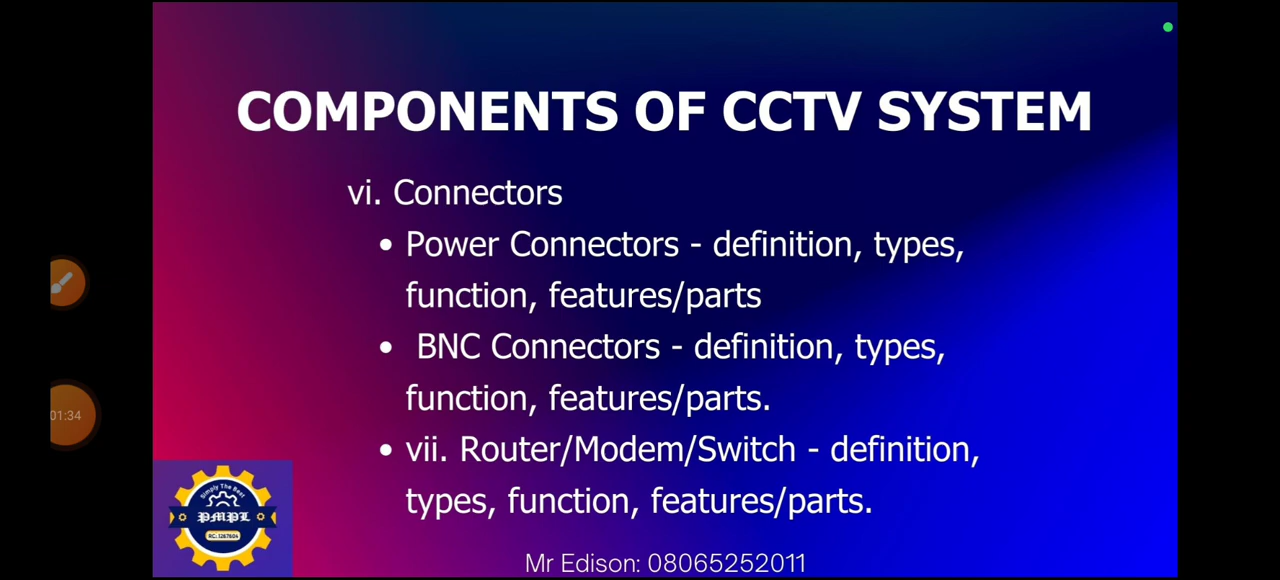 COMPONENTS OF CCTV SYSTEM
vi. Connectors
• Power Connectors - definition, types,
function, features/parts
• BNC Connectors - definition, types,
function, features/parts.
• vii. Router/Modem/Switch - definition,
types, function, features/parts.
01:34
Simply The Best
PMPL
RC: 1267604
Mr Edison: 08065252011